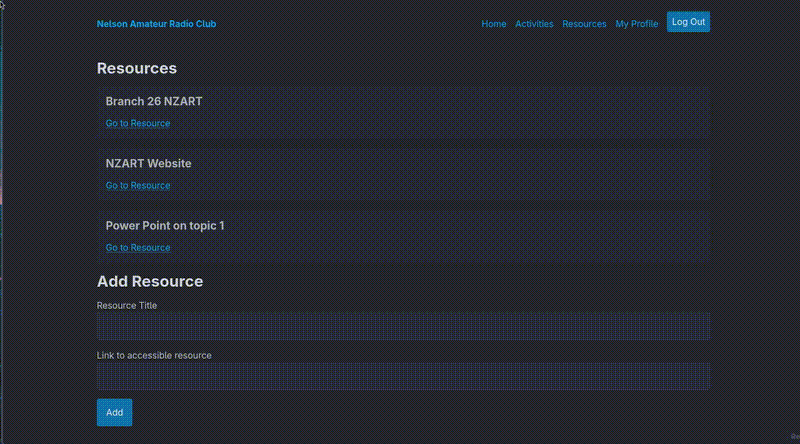 Nelson Amateur Radio Club
Home Activities Resources My Profile Log Out
Resources
Branch 26 NZART
Go to Resource
NZART Website
Go to Resource
Power Point on topic 1
Go to Resource
Add Resource
Resource Title
Link to accessible resource
Add